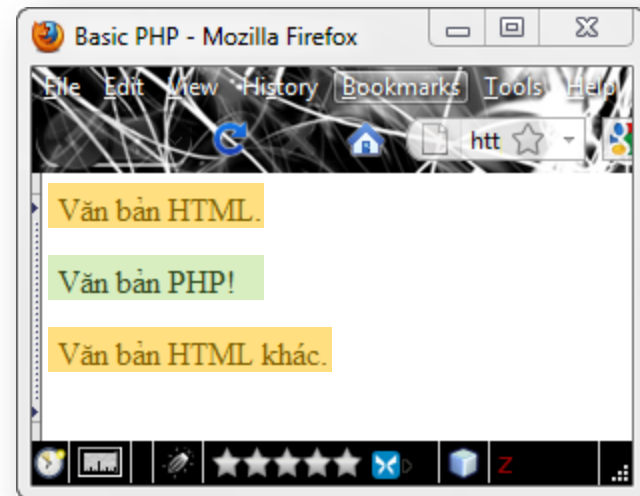 Basic PHP - Mozilla Firefox
File Edit View History Bookmarks Tools Help
htt
Văn bản HTML.
Văn bản PHP!
Văn bản HTML khác.
Z